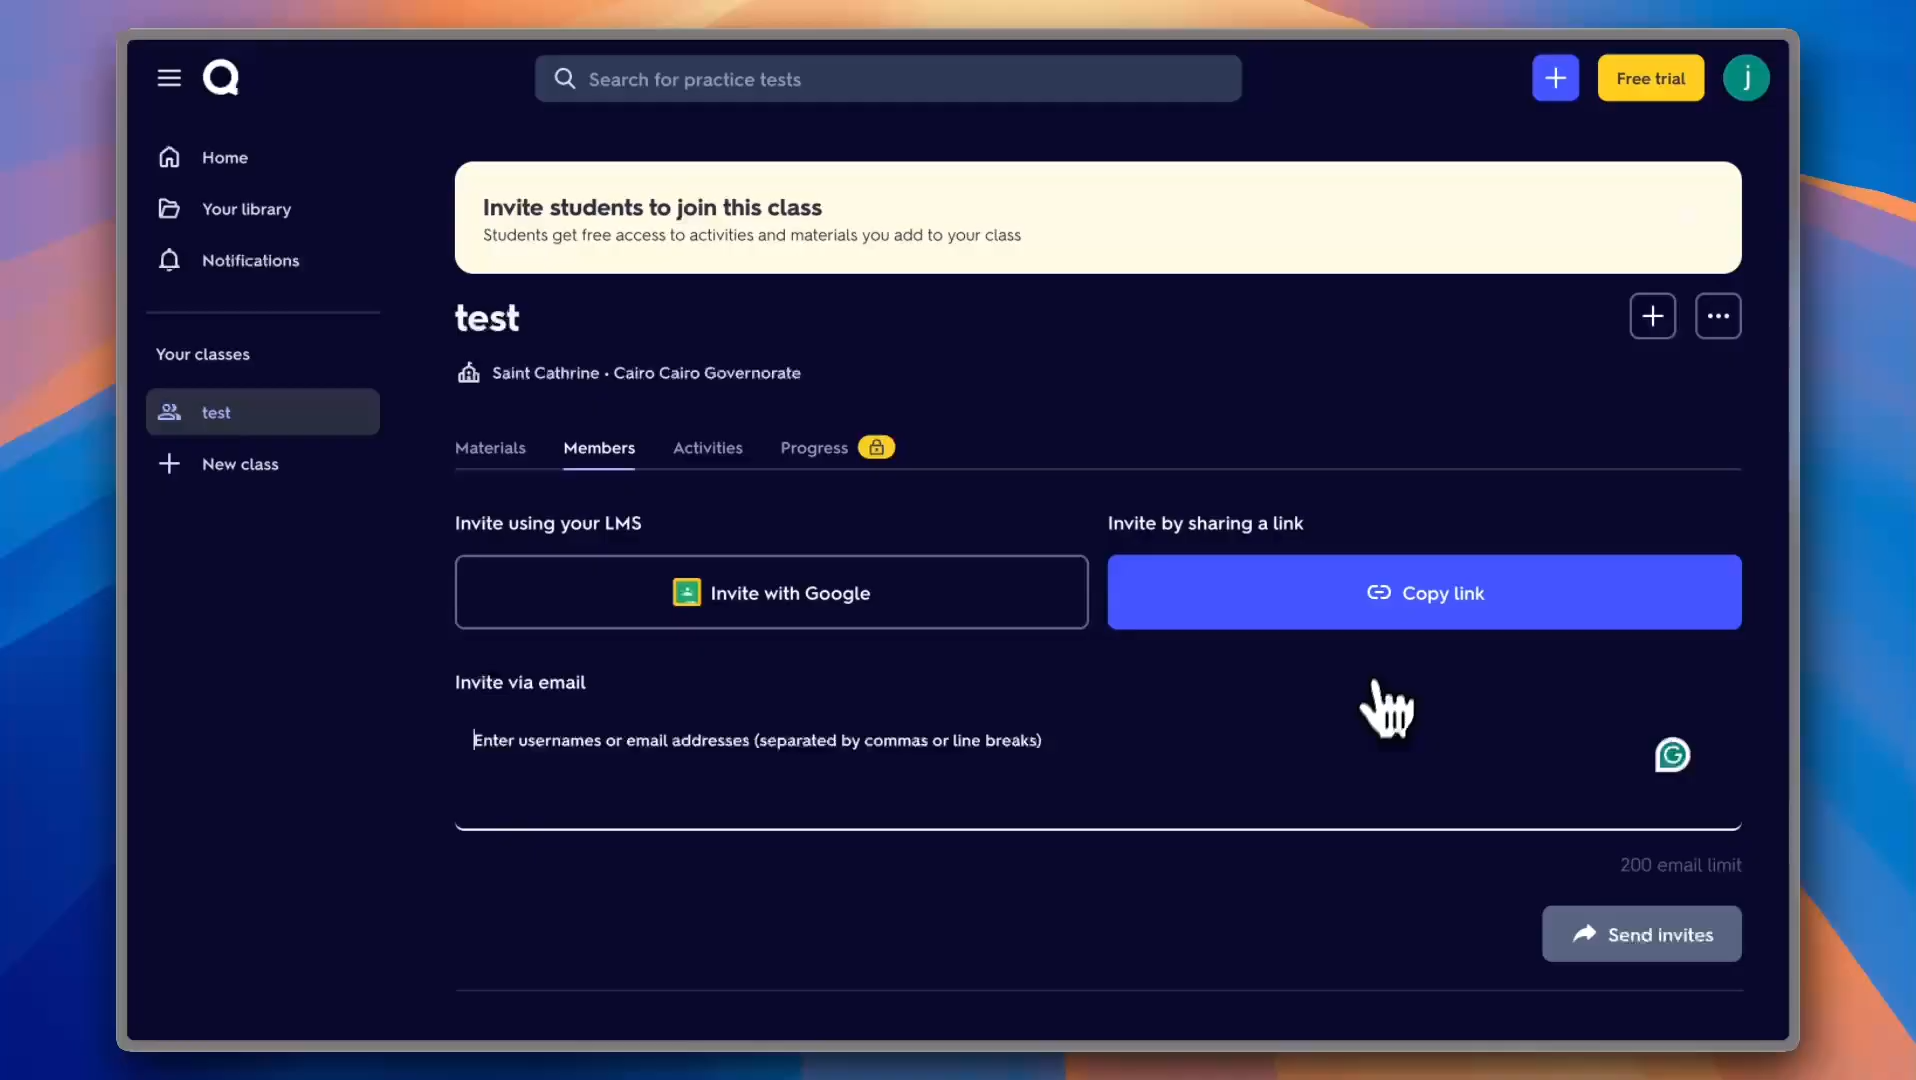 Search for practice tests
Free trial
j
Home
Your library
Notifications
Your classes
test
New class
Invite students to join this class
Students get free access to activities and materials you add to your class
test
Saint Cathrine • Cairo Cairo Governorate
Materials Members Activities Progress
Invite using your LMS
Invite with Google
Invite by sharing a link
Copy link
Invite via email
Enter usernames or email addresses (separated by commas or line breaks)
200 email limit
Send invites